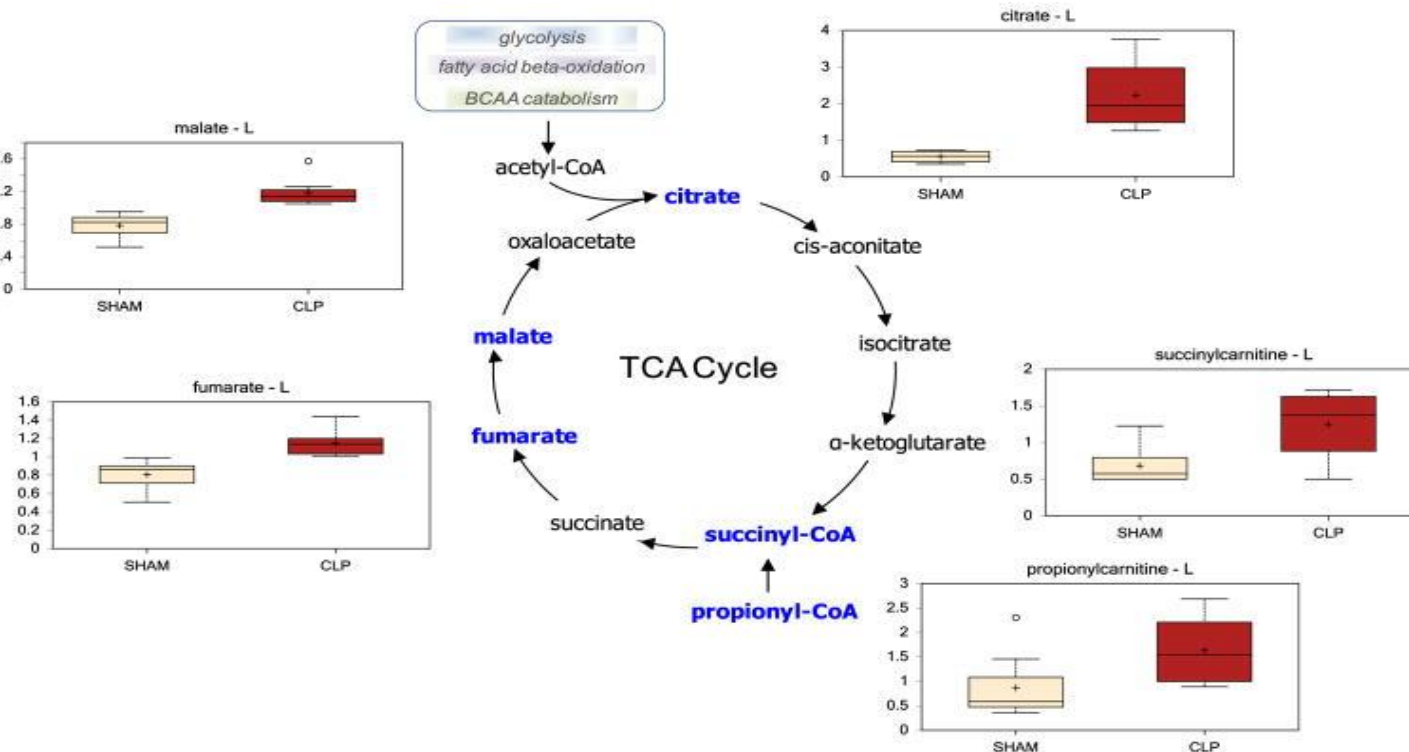 glycolysis
fatty acid beta-oxidation
BCAA catabolism
citrate - L
4
3
2
1
0
SHAM CLP
malate - L
.6
.2
.8
.4
0
SHAM CLP
acetyl-CoA
citrate
oxaloacetate
cis-aconitate
malate
isocitrate
TCA Cycle
fumarate
α-ketoglutarate
succinate
succinyl-CoA
propionyl-CoA
fumarate - L
1.6
1.4
1.2
1
0.8
0.6
0.4
0.2
0
SHAM CLP
succinylcarnitine - L
2
1.5
1
0.5
0
SHAM CLP
propionylcarnitine - L
3
2.5
2
1.5
1
0.5
0
SHAM CLP